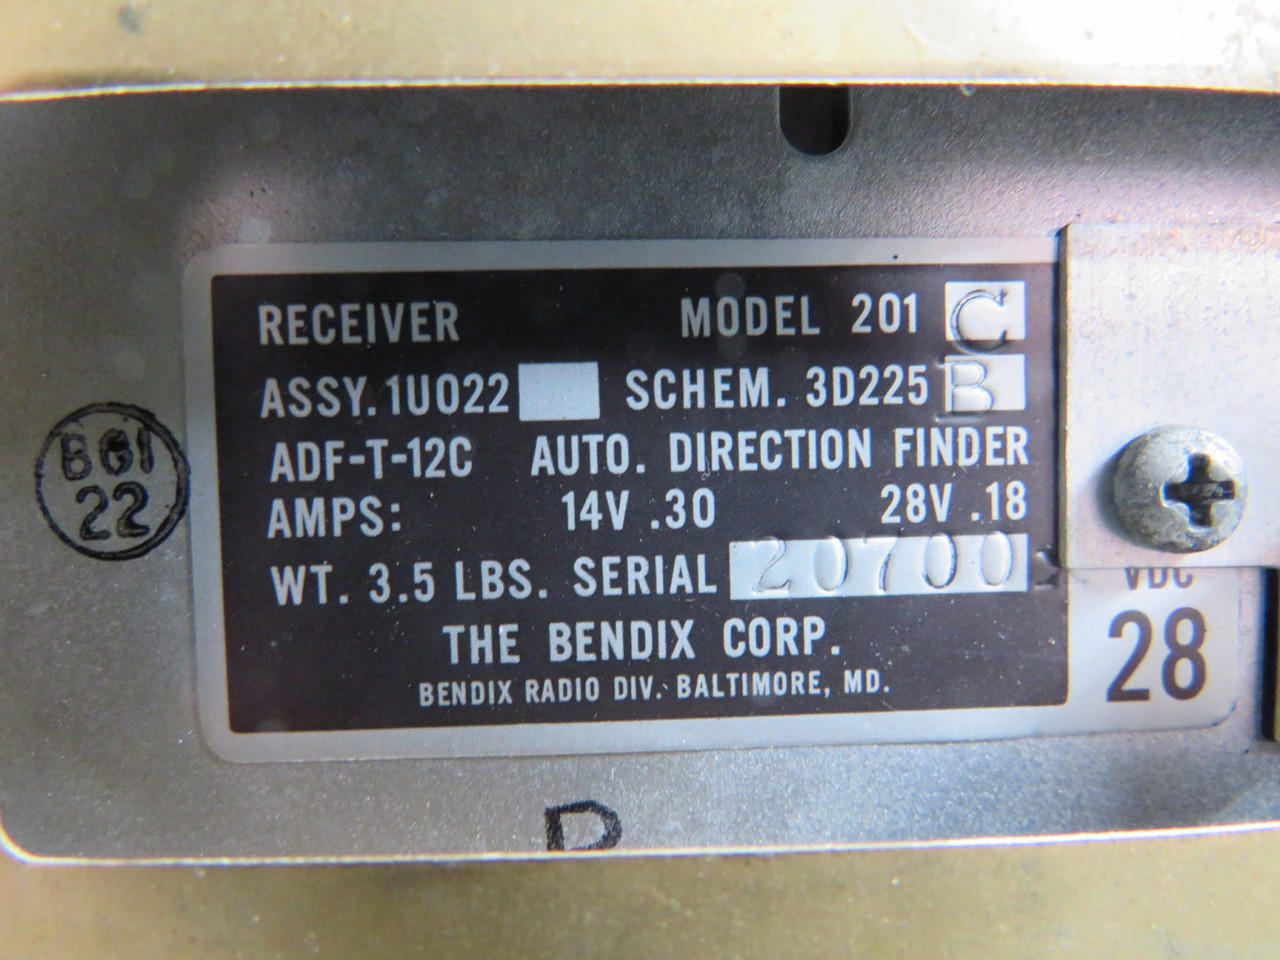 RECEIVER MODEL 201 C
ASSY. 1U022 SCHEM. 3D225 B
ADF-T-12C AUTO. DIRECTION FINDER
AMPS: 14V .30 28V .18
WT. 3.5 LBS. SERIAL 20700
THE BENDIX CORP.
BENDIX RADIO DIV. BALTIMORE, MD.
VDC
28
BGI
22